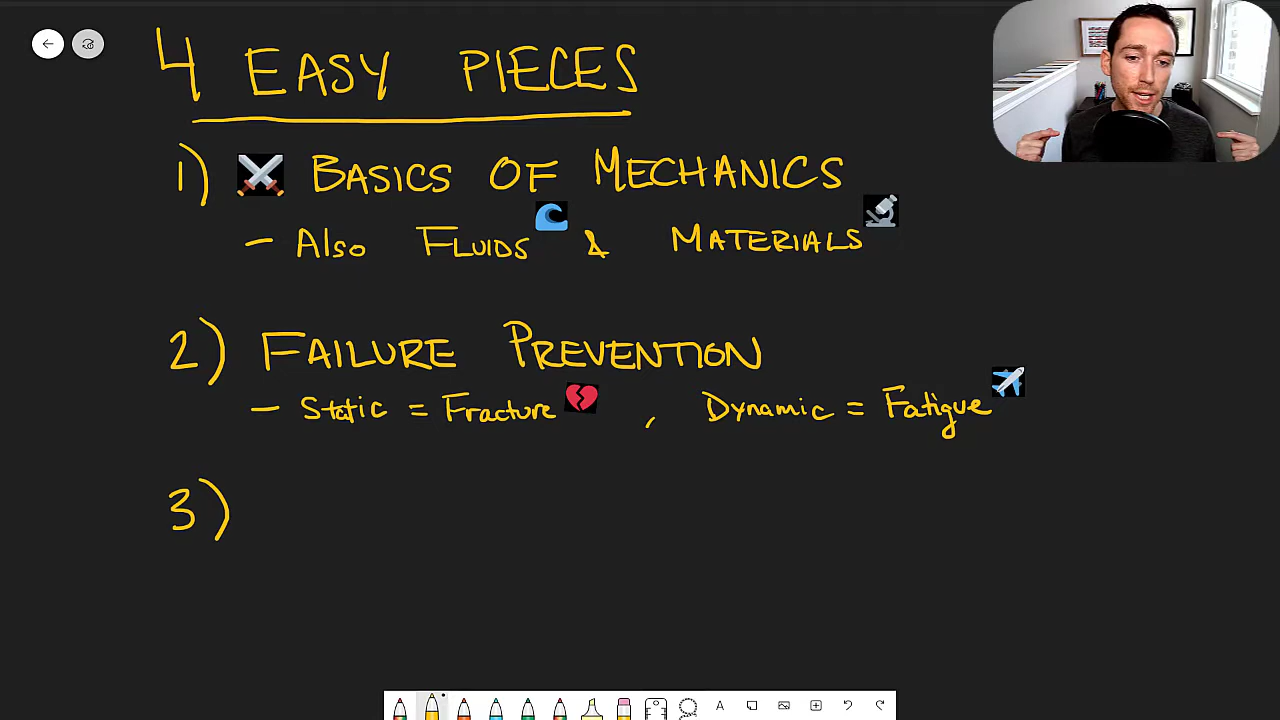 4 EASY PIECES
1) BASICS OF MECHANICS
- Also FLUIDS & MATERIALS
2) FAILURE PREVENTION
- Static = Fracture , Dynamic = Fatigue
3)
A